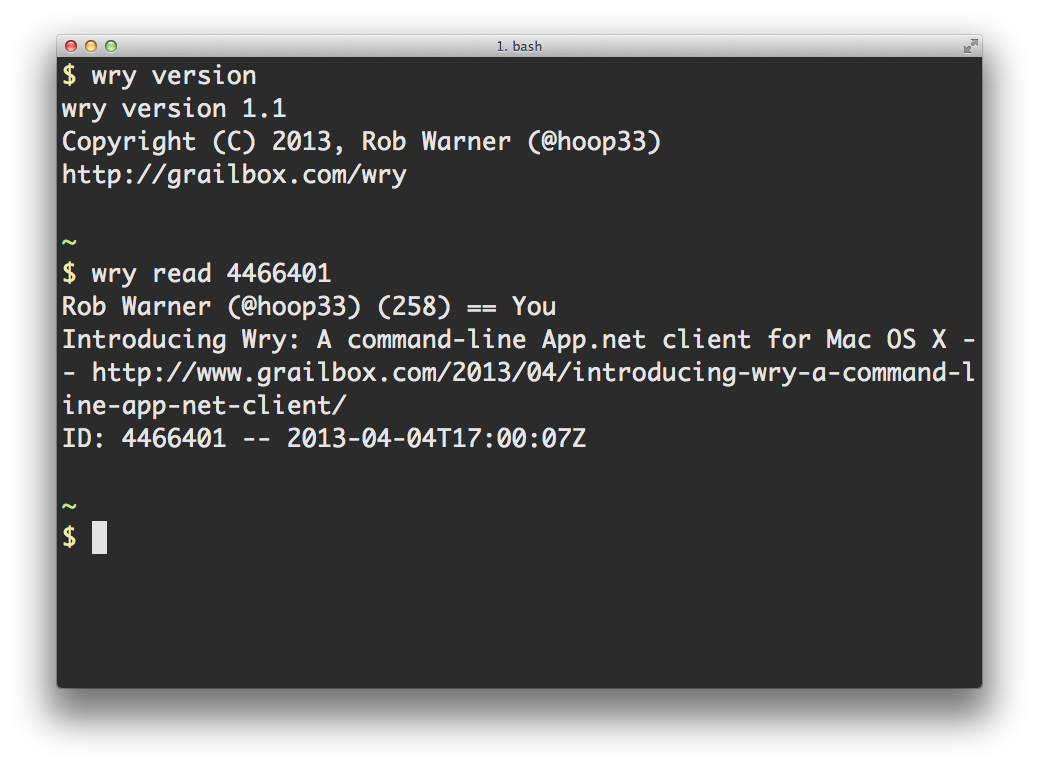 1. bash
$ wry version
wry version 1.1
Copyright (C) 2013, Rob Warner (@hoop33)
http://grailbox.com/wry
~
$ wry read 4466401
Rob Warner (@hoop33) (258) == You
Introducing Wry: A command-line App.net client for Mac OS X -
- http://www.grailbox.com/2013/04/introducing-wry-a-command-l
ine-app-net-client/
ID: 4466401 -- 2013-04-04T17:00:07Z
~
$